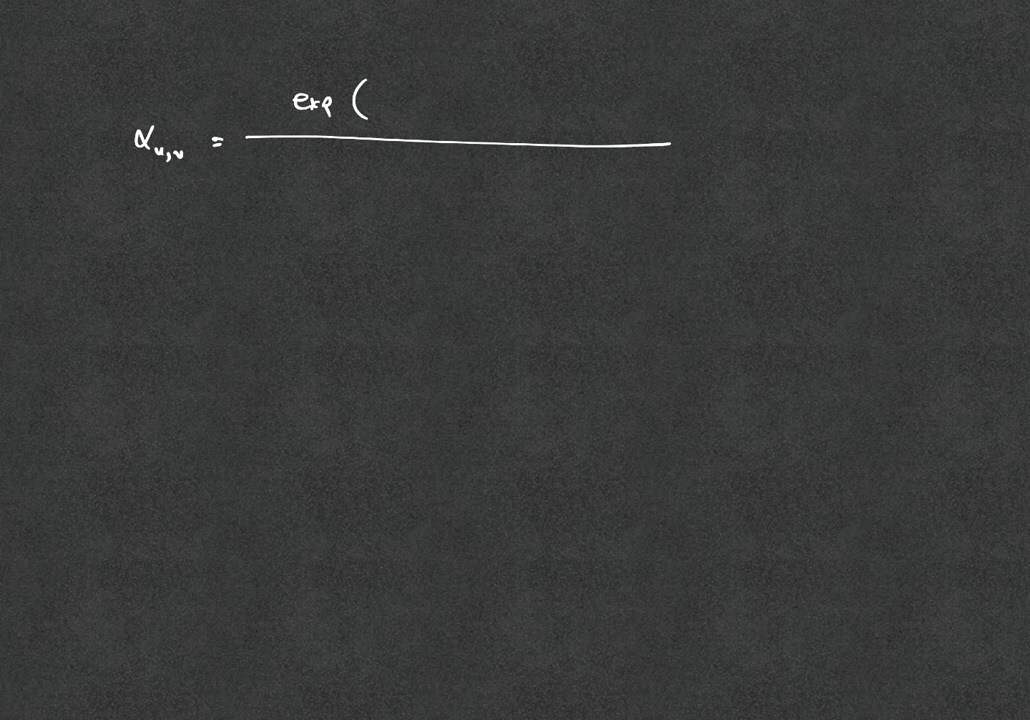 exp (
α_{u,v} =